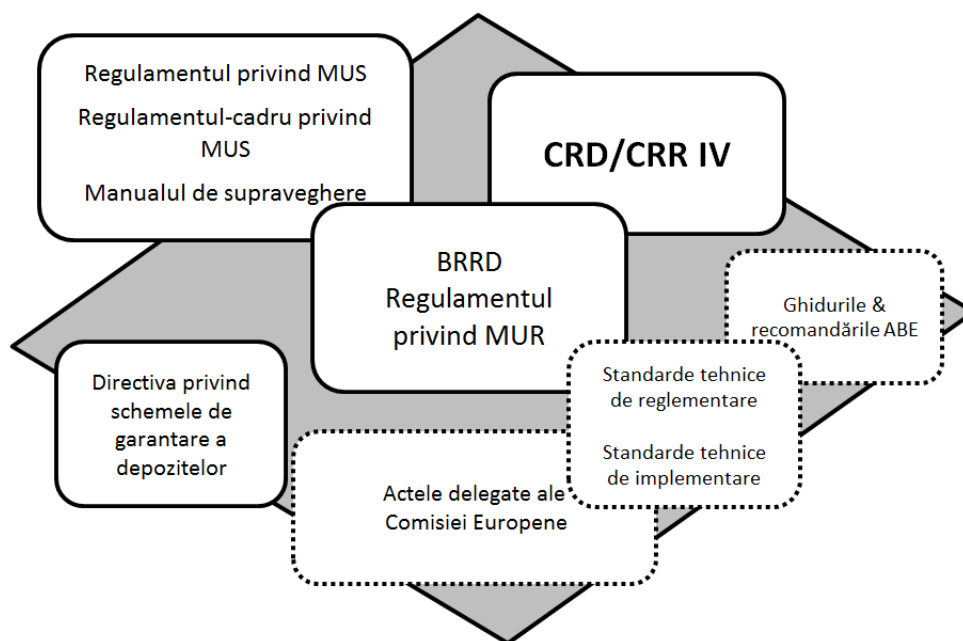 Regulamentul privind MUS
Regulamentul-cadru privind
MUS
Manualul de supraveghere
CRD/CRR IV
BRRD
Regulamentul
privind MUR
Ghidurile &
recomandările ABE
Directiva privind
schemele de
garantare a
depozitelor
Standarde tehnice
de reglementare
Standarde tehnice
de implementare
Actele delegate ale
Comisiei Europene